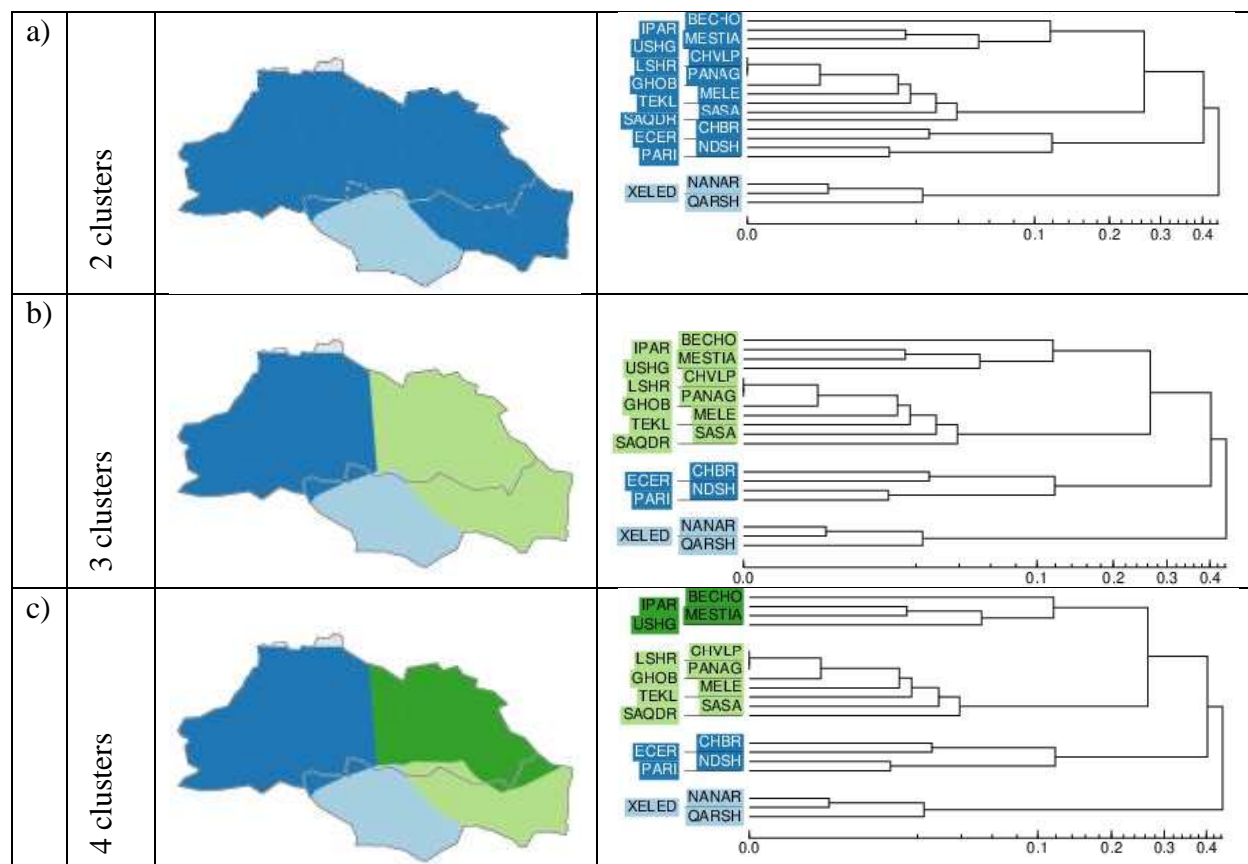 a)
2 clusters
BECHO
IPAR
MESTIA
USHG
CHVLP
LSHR
PANAG
GHOB
MELE
TEKL
SASA
SAQDR
CHBR
ECER
NDSH
PARI
NANAR
XELED
QARSH
0.0 0.1 0.2 0.3 0.4
b)
3 clusters
BECHO
IPAR
MESTIA
USHG
CHVLP
LSHR
PANAG
GHOB
MELE
TEKL
SASA
SAQDR
CHBR
ECER
NDSH
PARI
NANAR
XELED
QARSH
0.0 0.1 0.2 0.3 0.4
c)
4 clusters
BECHO
IPAR
MESTIA
USHG
CHVLP
LSHR
PANAG
GHOB
MELE
TEKL
SASA
SAQDR
CHBR
ECER
NDSH
PARI
NANAR
XELED
QARSH
0.0 0.1 0.2 0.3 0.4